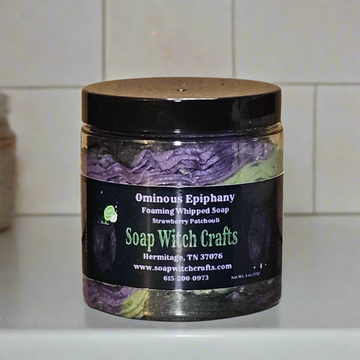 Ominous Epiphany
Foaming Whipped Soap
Strawberry Patchouli
Soap Witch Crafts
Hermitage, TN 37076
www.soapwitchcrafts.com
615-200-0973